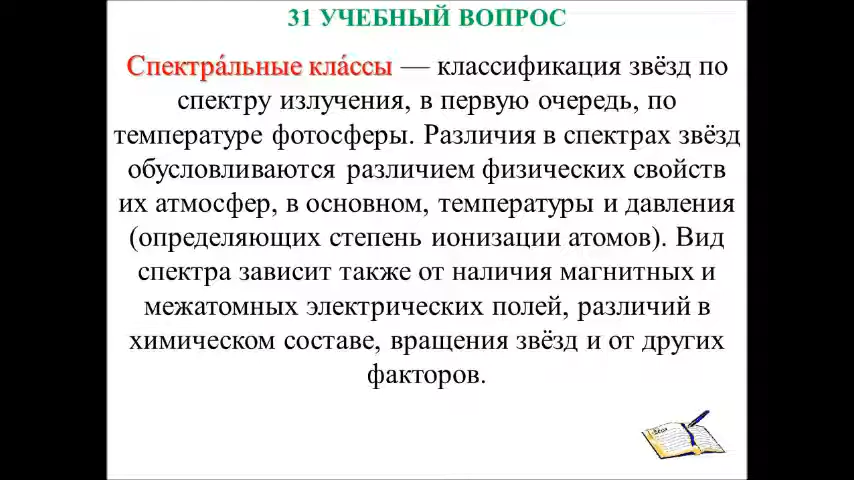 31 УЧЕБНЫЙ ВОПРОС
Спектра́льные кла́ссы — классификация звёзд по
спектру излучения, в первую очередь, по
температуре фотосферы. Различия в спектрах звёзд
обусловливаются различием физических свойств
их атмосфер, в основном, температуры и давления
(определяющих степень ионизации атомов). Вид
спектра зависит также от наличия магнитных и
межатомных электрических полей, различий в
химическом составе, вращения звёзд и от других
факторов.